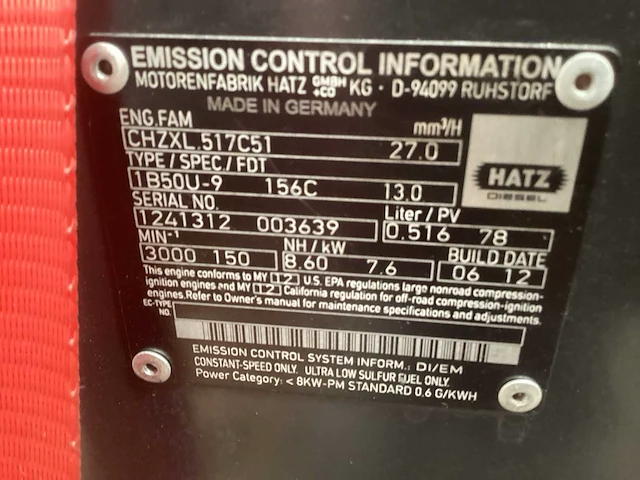 EMISSION CONTROL INFORMATION
MOTORENFABRIK HATZ GMBH +CO KG · D-94099 RUHSTORF
MADE IN GERMANY
ENG.FAM mm³/H
CHZXL.517C51 27.0
TYPE / SPEC / FDT
1B50U-9 156C 13.0
HATZ
DIESEL
SERIAL NO. Liter / PV
1241312 003639 0.516 78
MIN-¹ NH / kW BUILD DATE
3000 150 8.60 7.6 06 12
This engine conforms to MY 12 U.S. EPA regulations large nonroad compression-
ignition engines and MY 12 California regulation for off-road compression-ignition
engines.Refer to Owner's manual for maintenance specifications and adjustments.
EC-TYPE
NO.
EMISSION CONTROL SYSTEM INFORM.: DI/EM
CONSTANT-SPEED ONLY. ULTRA LOW SULFUR FUEL ONLY.
Power Category: < 8KW-PM STANDARD 0.6 G/KWH